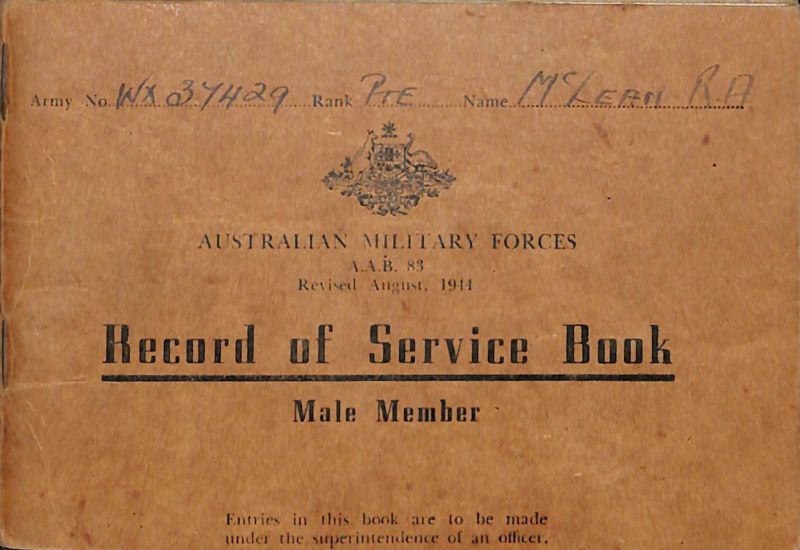 Army No. WX 37429 Rank PTE Name McLEAN R.A
AUSTRALIAN MILITARY FORCES
A.A.B. 83
Revised August, 1944
Record of Service Book
Male Member
Entries in this book are to be made
under the superintendence of an officer.